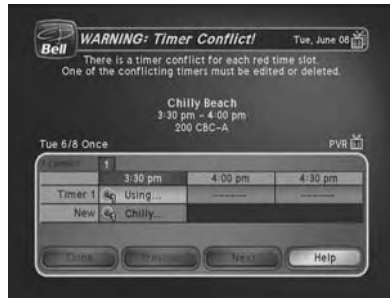 Bell
WARNING: Timer Conflict!
Tue, June 08
There is a timer conflict for each red time slot.
One of the conflicting timers must be edited or deleted.
Chilly Beach
3:30 pm - 4:00 pm
200 CBC-A
Tue 6/8 Once
PVR
1 Conflict 1
3:30 pm 4:00 pm 4:30 pm
Timer 1 Using... ------ ------
New Chilly...
Done Previous Next Help